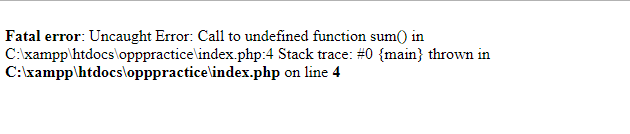 Fatal error: Uncaught Error: Call to undefined function sum() in
C:\xampp\htdocs\opppractice\index.php:4 Stack trace: #0 {main} thrown in
C:\xampp\htdocs\opppractice\index.php on line 4